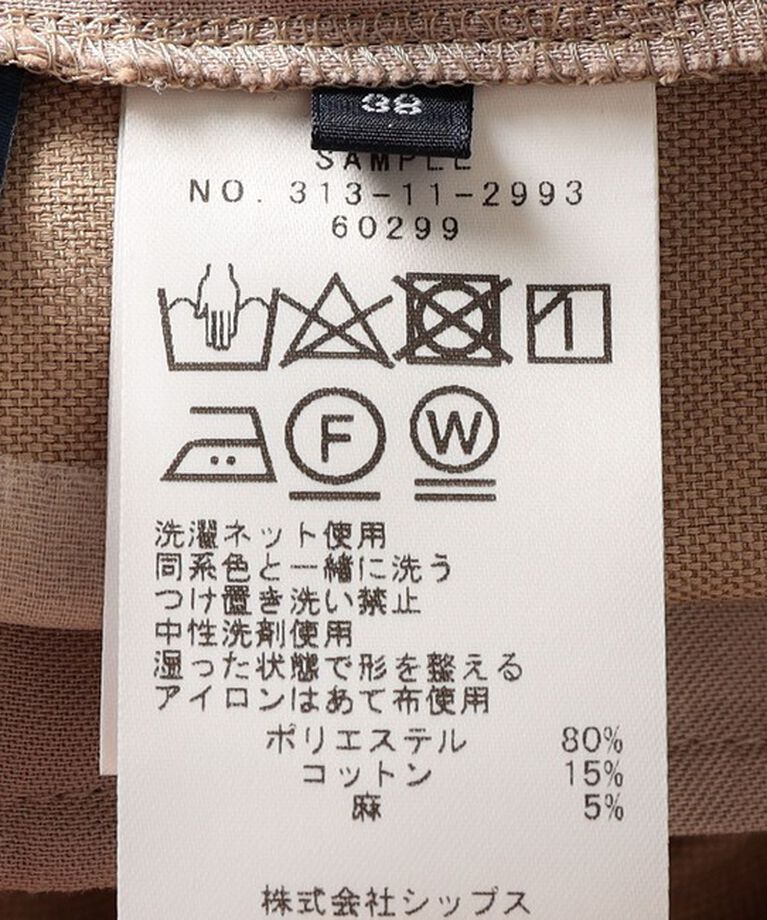 38
SAMPLE
NO. 313-11-2993
60299
F
W
洗濯ネット使用
同系色と一緒に洗う
つけ置き洗い禁止
中性洗剤使用
湿った状態で形を整える
アイロンはあて布使用
ポリエステル 80%
コットン 15%
麻 5%
株式会社シップス